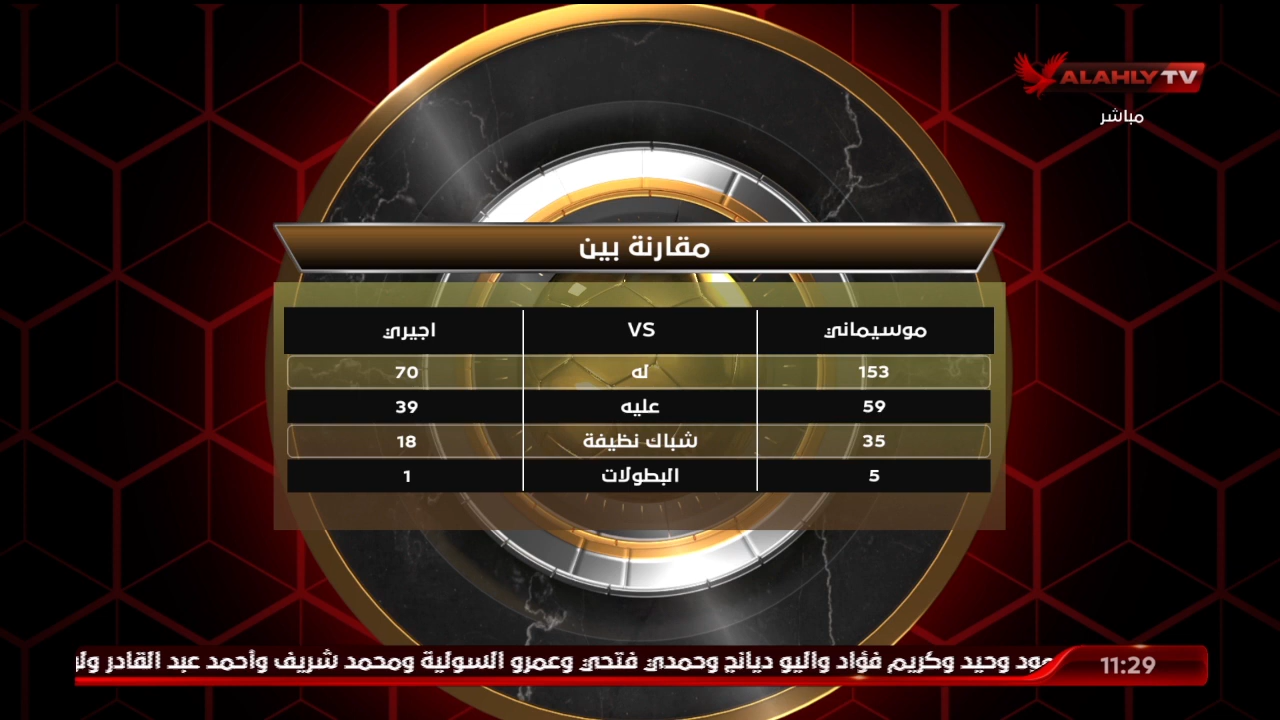 ALAHLY TV
مباشر
مقارنة بين
موسيماني VS اجيري
153 له 70
59 عليه 39
35 شباك نظيفة 18
5 البطولات 1
11:29
وحيد وكريم فؤاد واليو ديانج وحمدي فتحي وعمرو السولية ومحمد شريف وأحمد عبد القادر